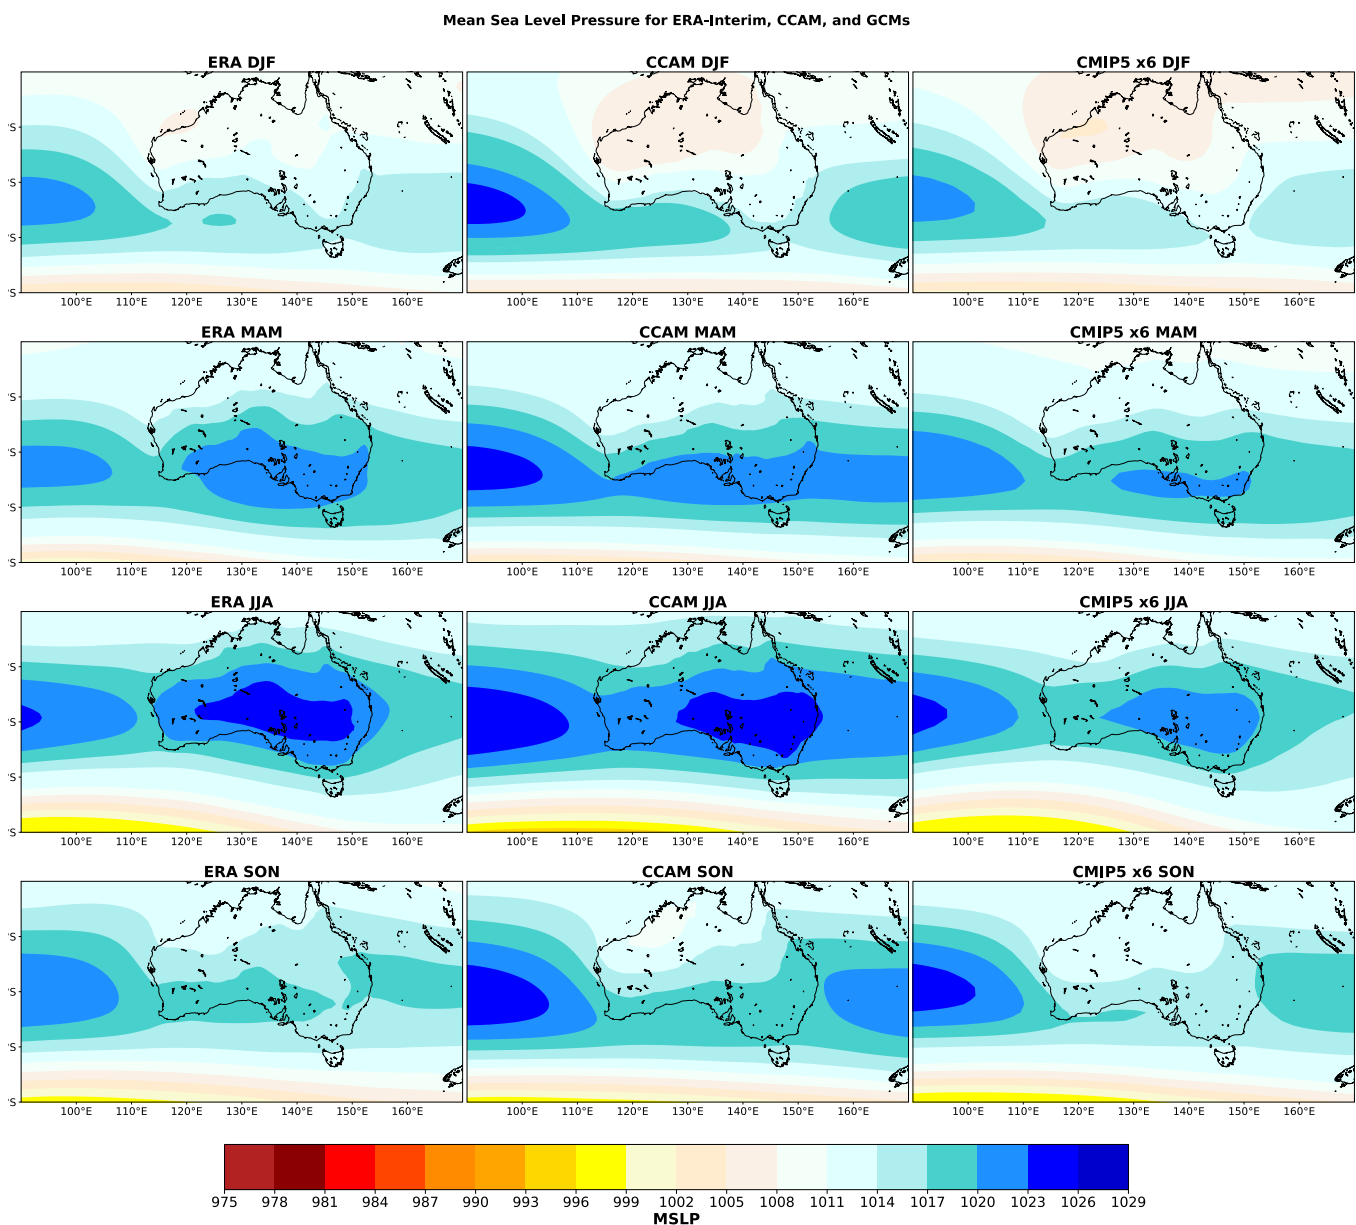 Mean Sea Level Pressure for ERA-Interim, CCAM, and GCMs
ERA DJF CCAM DJF CMIP5 x6 DJF
°S
°S
°S
°S
100°E 110°E 120°E 130°E 140°E 150°E 160°E 100°E 110°E 120°E 130°E 140°E 150°E 160°E 100°E 110°E 120°E 130°E 140°E 150°E 160°E
ERA MAM CCAM MAM CMIP5 x6 MAM
°S
°S
°S
°S
100°E 110°E 120°E 130°E 140°E 150°E 160°E 100°E 110°E 120°E 130°E 140°E 150°E 160°E 100°E 110°E 120°E 130°E 140°E 150°E 160°E
ERA JJA CCAM JJA CMIP5 x6 JJA
°S
°S
°S
°S
100°E 110°E 120°E 130°E 140°E 150°E 160°E 100°E 110°E 120°E 130°E 140°E 150°E 160°E 100°E 110°E 120°E 130°E 140°E 150°E 160°E
ERA SON CCAM SON CMIP5 x6 SON
°S
°S
°S
°S
100°E 110°E 120°E 130°E 140°E 150°E 160°E 100°E 110°E 120°E 130°E 140°E 150°E 160°E 100°E 110°E 120°E 130°E 140°E 150°E 160°E
975 978 981 984 987 990 993 996 999 1002 1005 1008 1011 1014 1017 1020 1023 1026 1029
MSLP